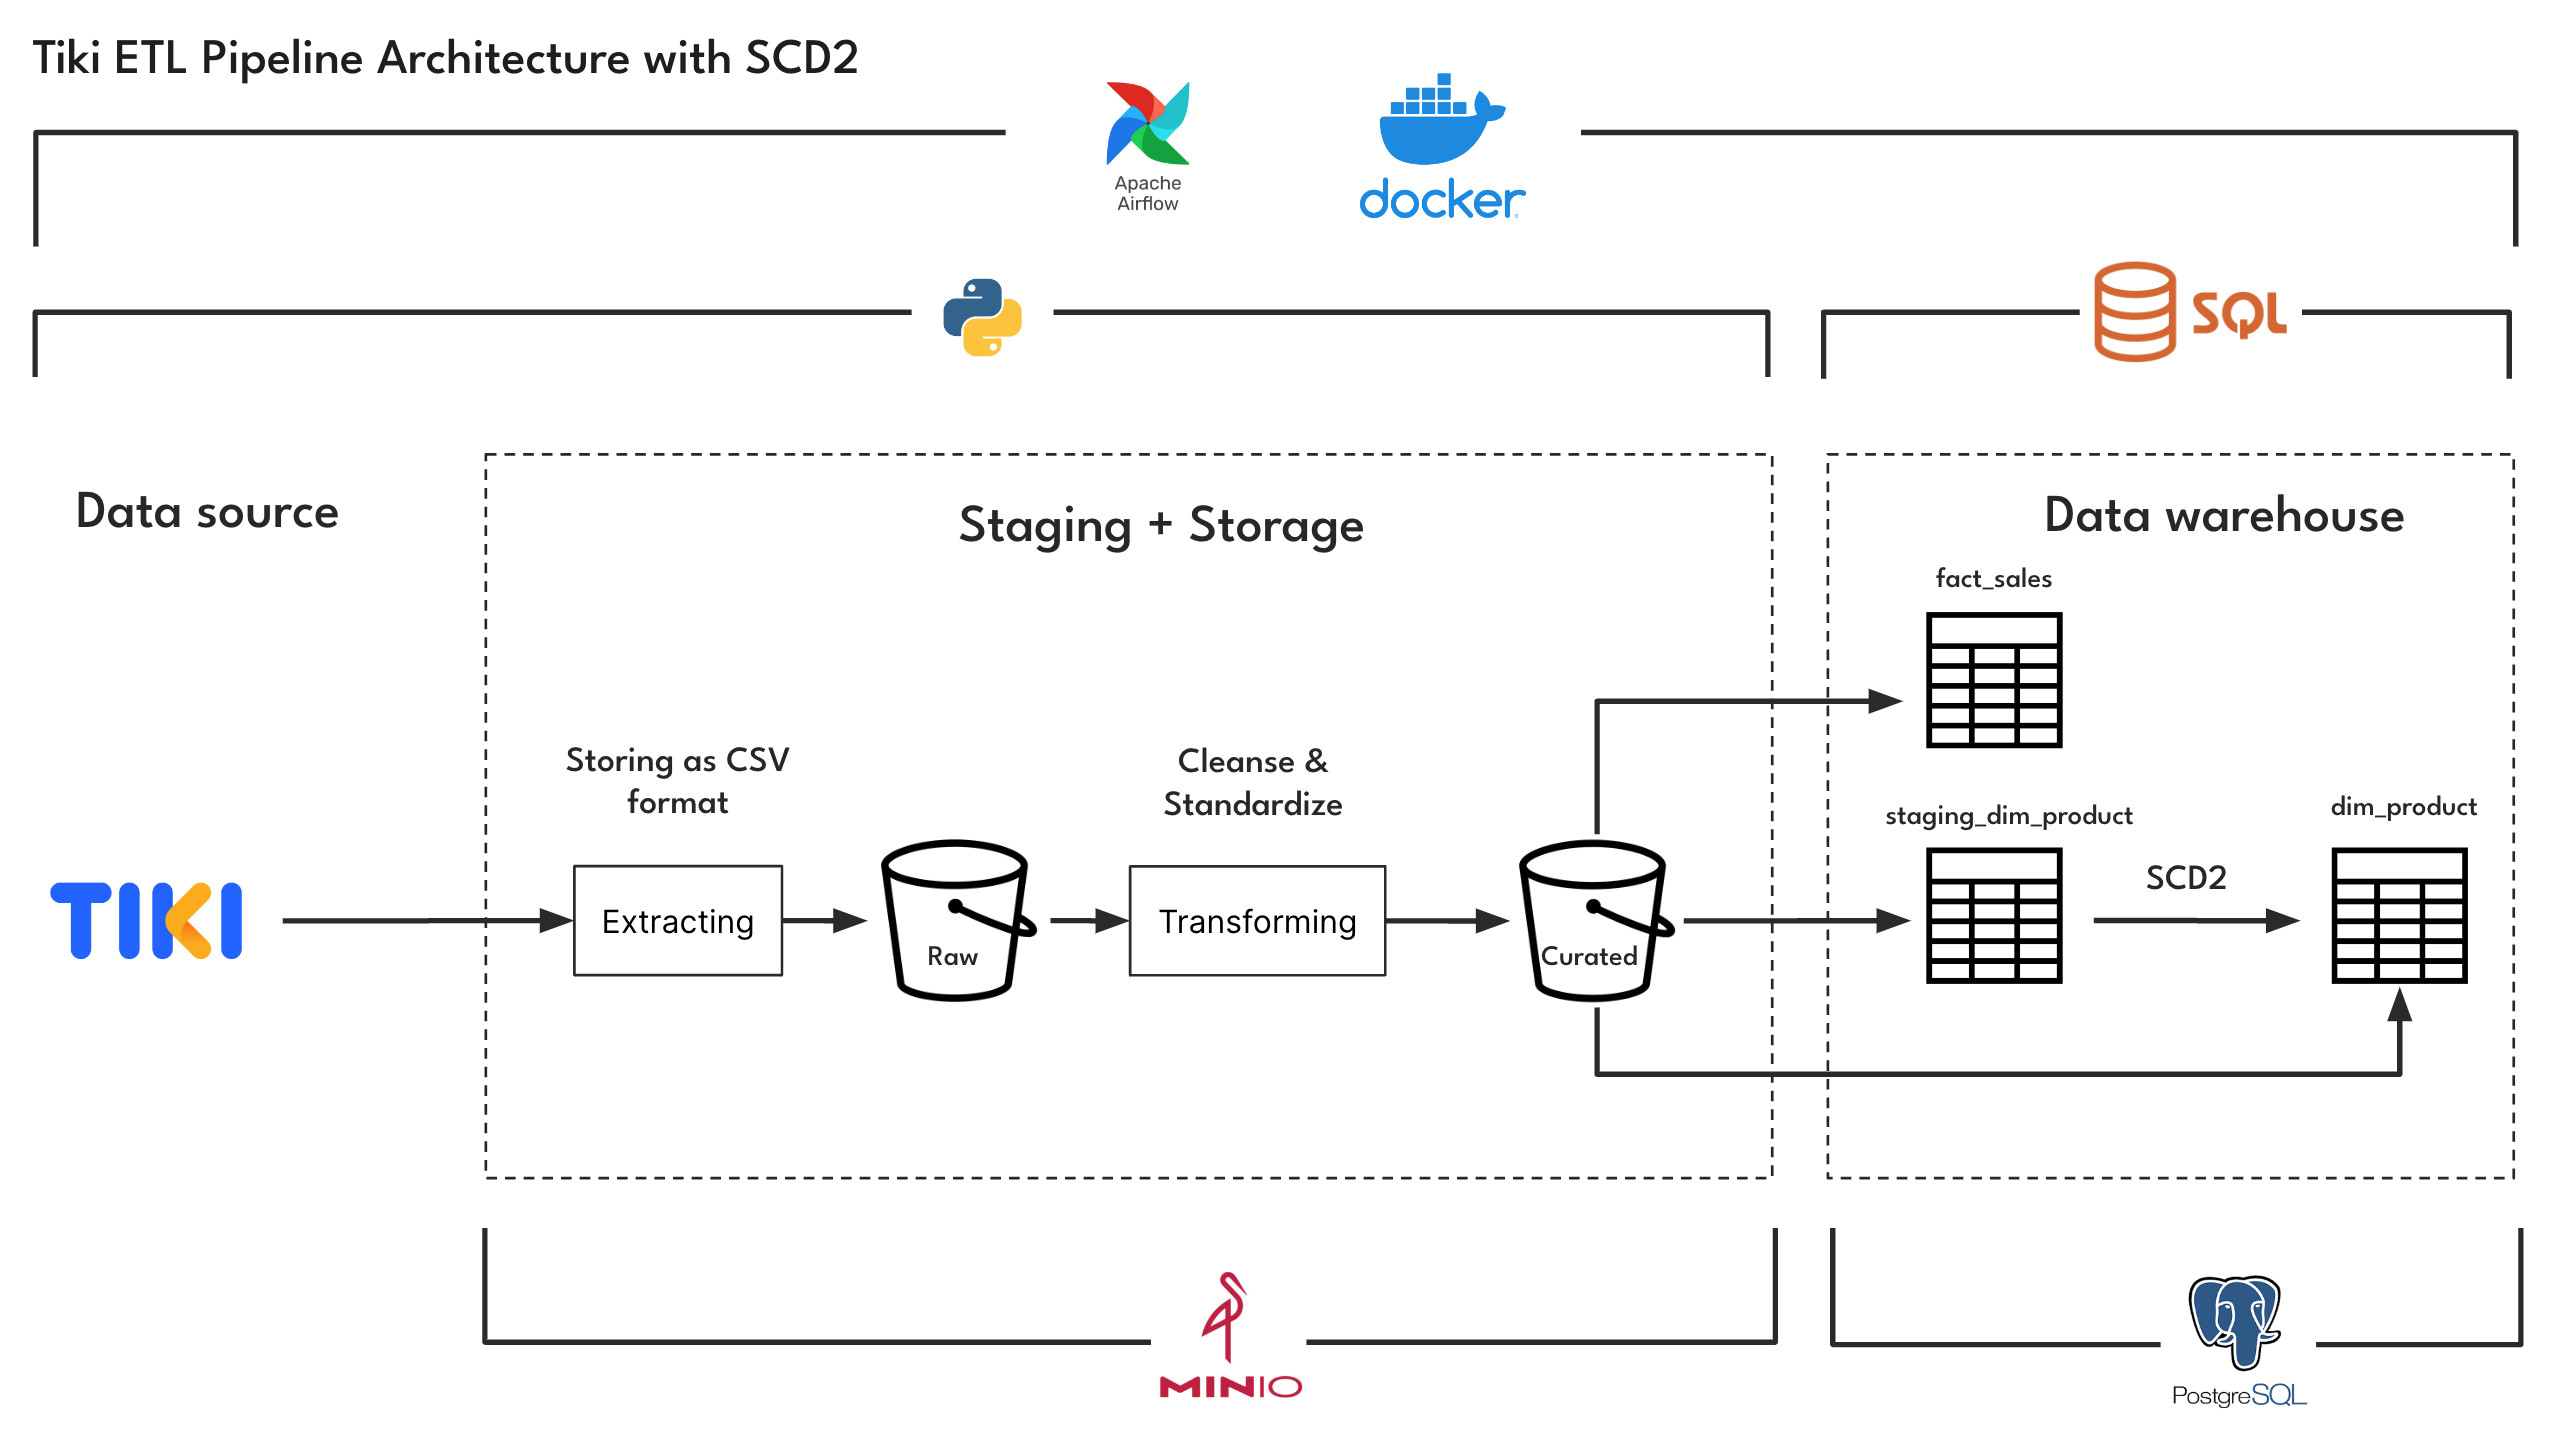 Tiki ETL Pipeline Architecture with SCD2
Apache
Airflow
docker
SQL
Data source
Staging + Storage
Data warehouse
fact_sales
Storing as CSV
format
Cleanse &
Standardize
staging_dim_product
dim_product
SCD2
TIKI
Extracting
Raw
Transforming
Curated
MINIO
PostgreSQL